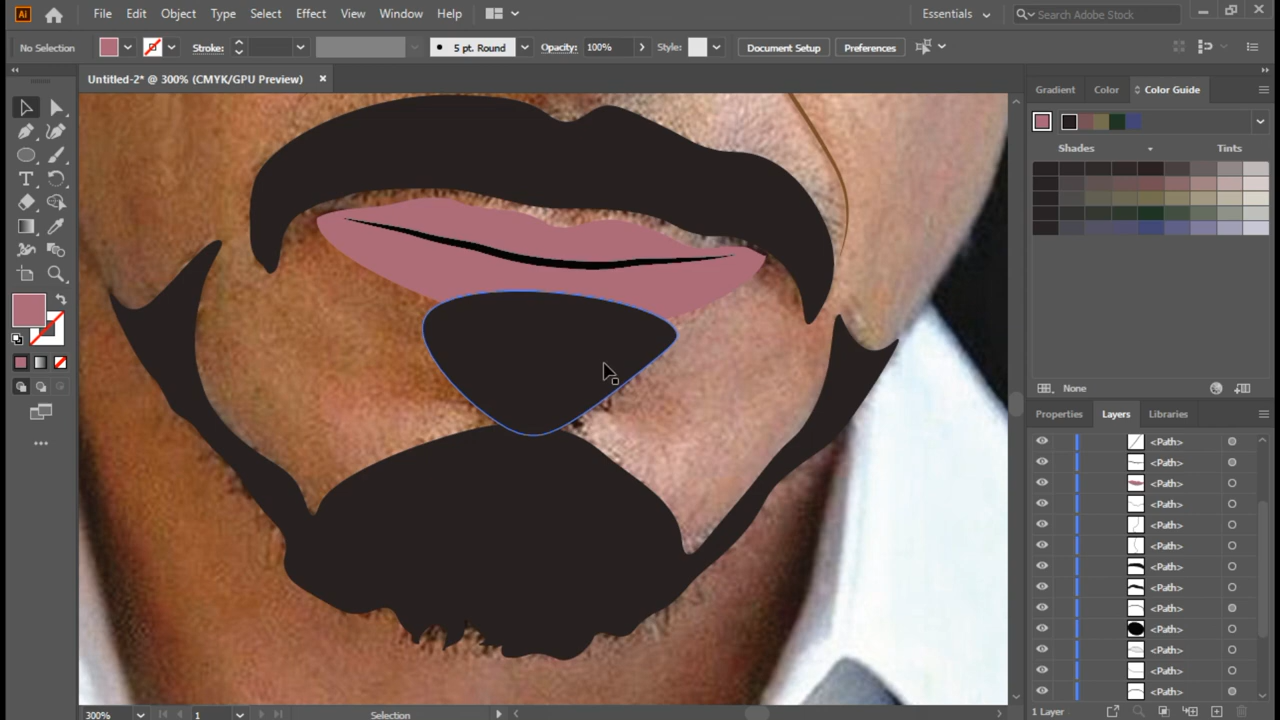 Ai File Edit Object Type Select Effect View Window Help Essentials Search Adobe Stock
No Selection Stroke: 5 pt. Round Opacity: 100% Style: Document Setup Preferences
Untitled-2* @ 300% (CMYK/GPU Preview)
Gradient Color Color Guide
Shades Tints
None
Properties Layers Libraries
<Path>
<Path>
<Path>
<Path>
<Path>
<Path>
<Path>
<Path>
<Path>
<Path>
<Path>
<Path>
<Path>
1 Layer
300% 1 Selection